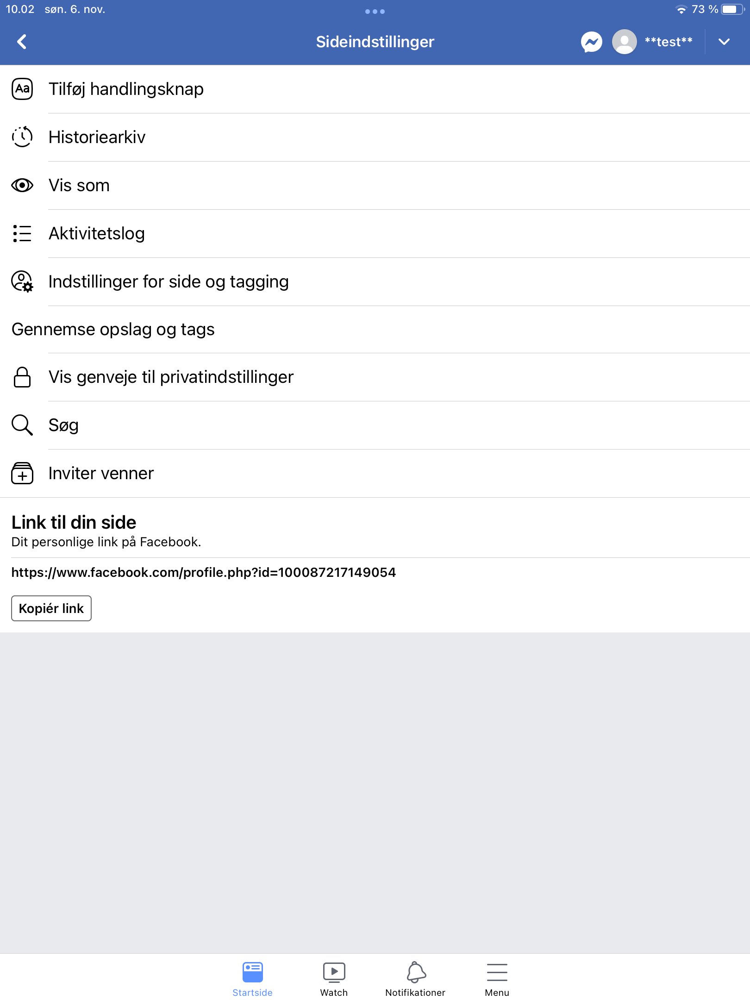 10.02 søn. 6. nov.
73 %
Sideindstillinger
**test**
Aa Tilføj handlingsknap
Historiearkiv
Vis som
Aktivitetslog
Indstillinger for side og tagging
Gennemse opslag og tags
Vis genveje til privatindstillinger
Søg
Inviter venner
Link til din side
Dit personlige link på Facebook.
https://www.facebook.com/profile.php?id=100087217149054
Kopiér link
Startside Watch Notifikationer Menu